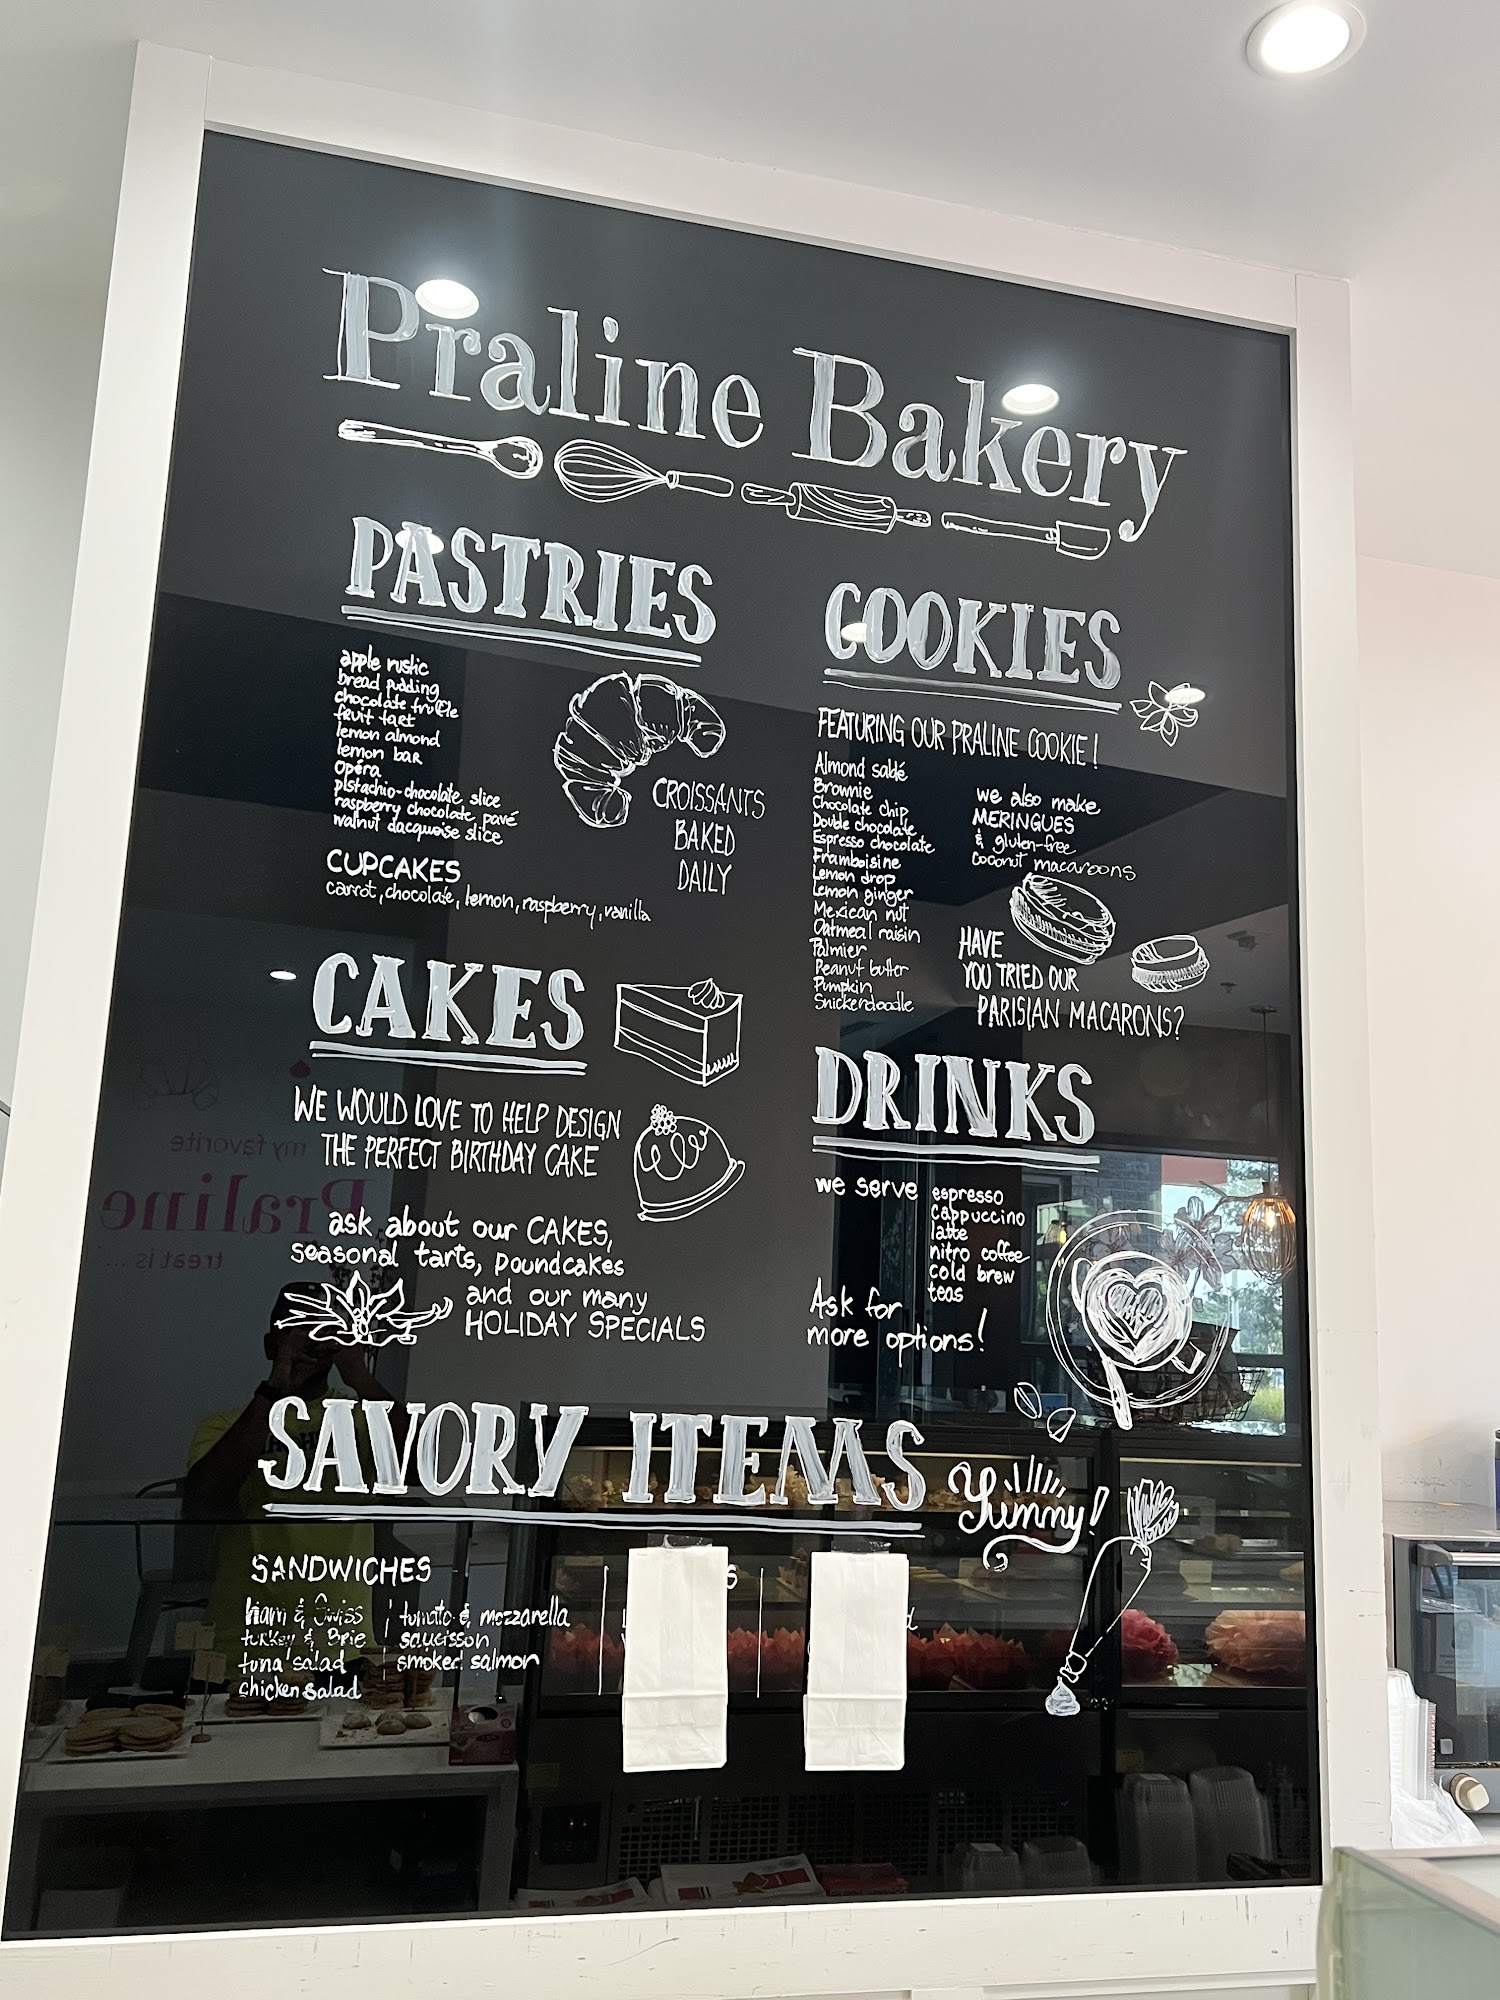 Praline Bakery
PASTRIES
apple rustic
bread pudding
chocolate truffle
fruit tart
lemon almond
lemon bar
Opéra
pistachio-chocolate slice
raspberry chocolate pavé
walnut dacquoise slice
CROISSANTS
BAKED
DAILY
CUPCAKES
carrot, chocolate, lemon, raspberry, vanilla
CAKES
WE WOULD LOVE TO HELP DESIGN
THE PERFECT BIRTHDAY CAKE
ask about our CAKES,
seasonal tarts, poundcakes
and our many
HOLIDAY SPECIALS
COOKIES
FEATURING OUR PRALINE COOKIE!
Almond sablé
Brownie
Chocolate chip
Double chocolate
Espresso chocolate
Framboisine
Lemon drop
Lemon ginger
Mexican nut
Oatmeal raisin
Palmier
Peanut butter
Pumpkin
Snickerdoodle
we also make
MERINGUES
& gluten-free
coconut macaroons
HAVE
YOU TRIED OUR
PARISIAN MACARONS?
DRINKS
we serve
espresso
cappuccino
latte
nitro coffee
cold brew
teas
Ask for
more options!
SAVORY ITEMS
Yummy!
SANDWICHES
ham & Swiss
turkey & Brie
tuna salad
chicken salad
tomato & mozzarella
saucisson
smoked salmon
my favorite
Praline
treat is ...